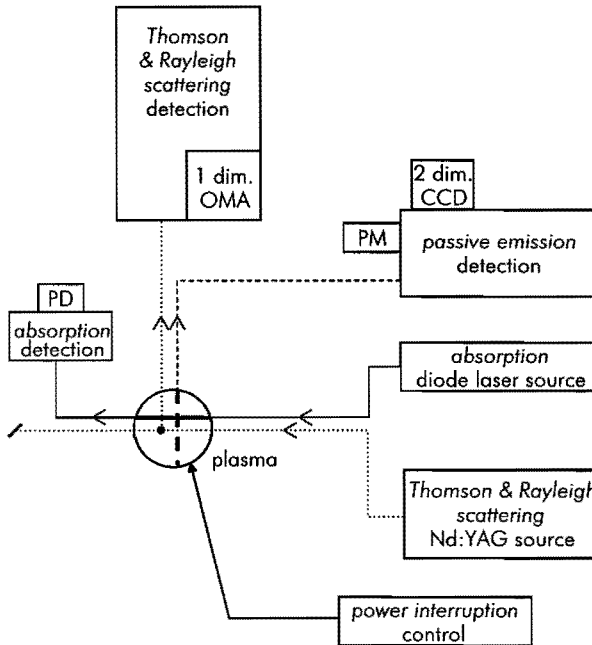 Thomson
& Rayleigh
scattering
detection
1 dim.
OMA
2 dim.
CCD
PM
passive emission
detection
PD
absorption
detection
absorption
diode laser source
plasma
Thomson & Rayleigh
scattering
Nd:YAG source
power interruption
control